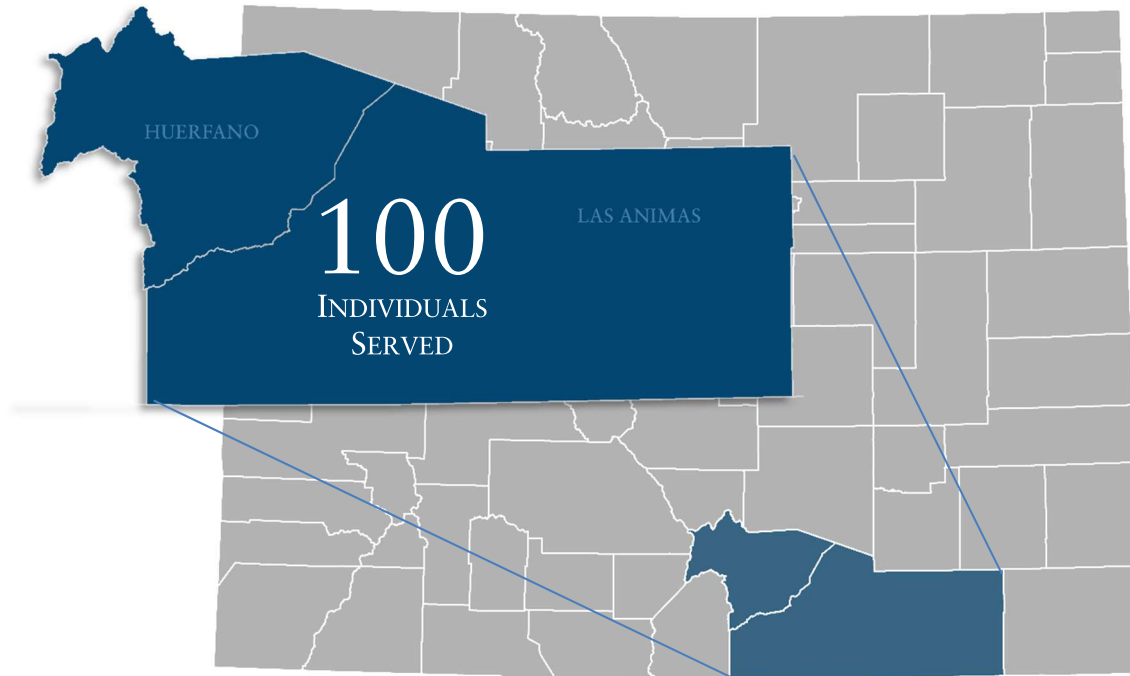 HUERFANO
LAS ANIMAS
100
INDIVIDUALS
SERVED